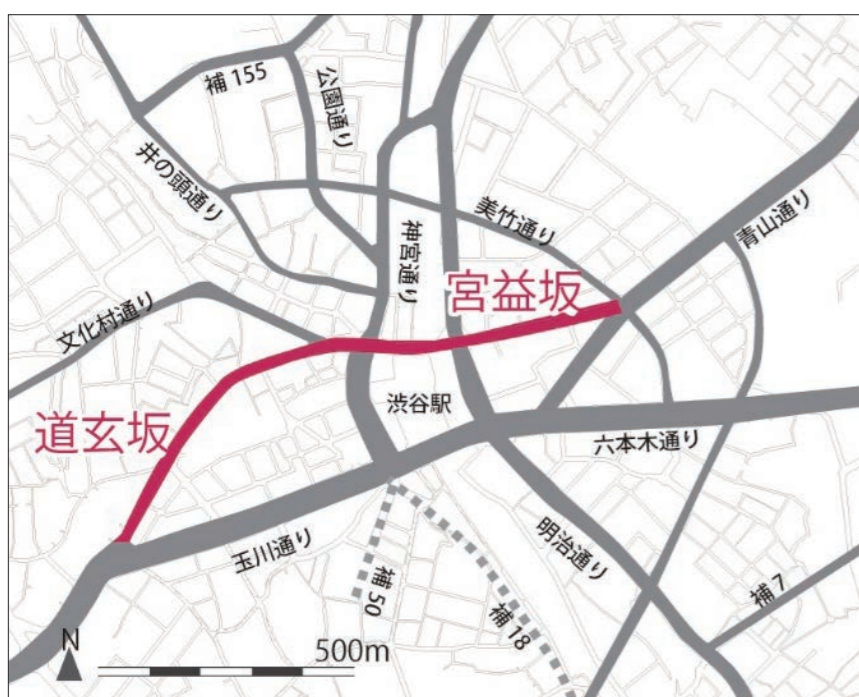 補 155
公園通り
井の頭通り
神宮通り
美竹通り
青山通り
宮益坂
文化村通り
渋谷駅
道玄坂
六本木通り
玉川通り
明治通り
補 50
補 18
補 7
N
500m